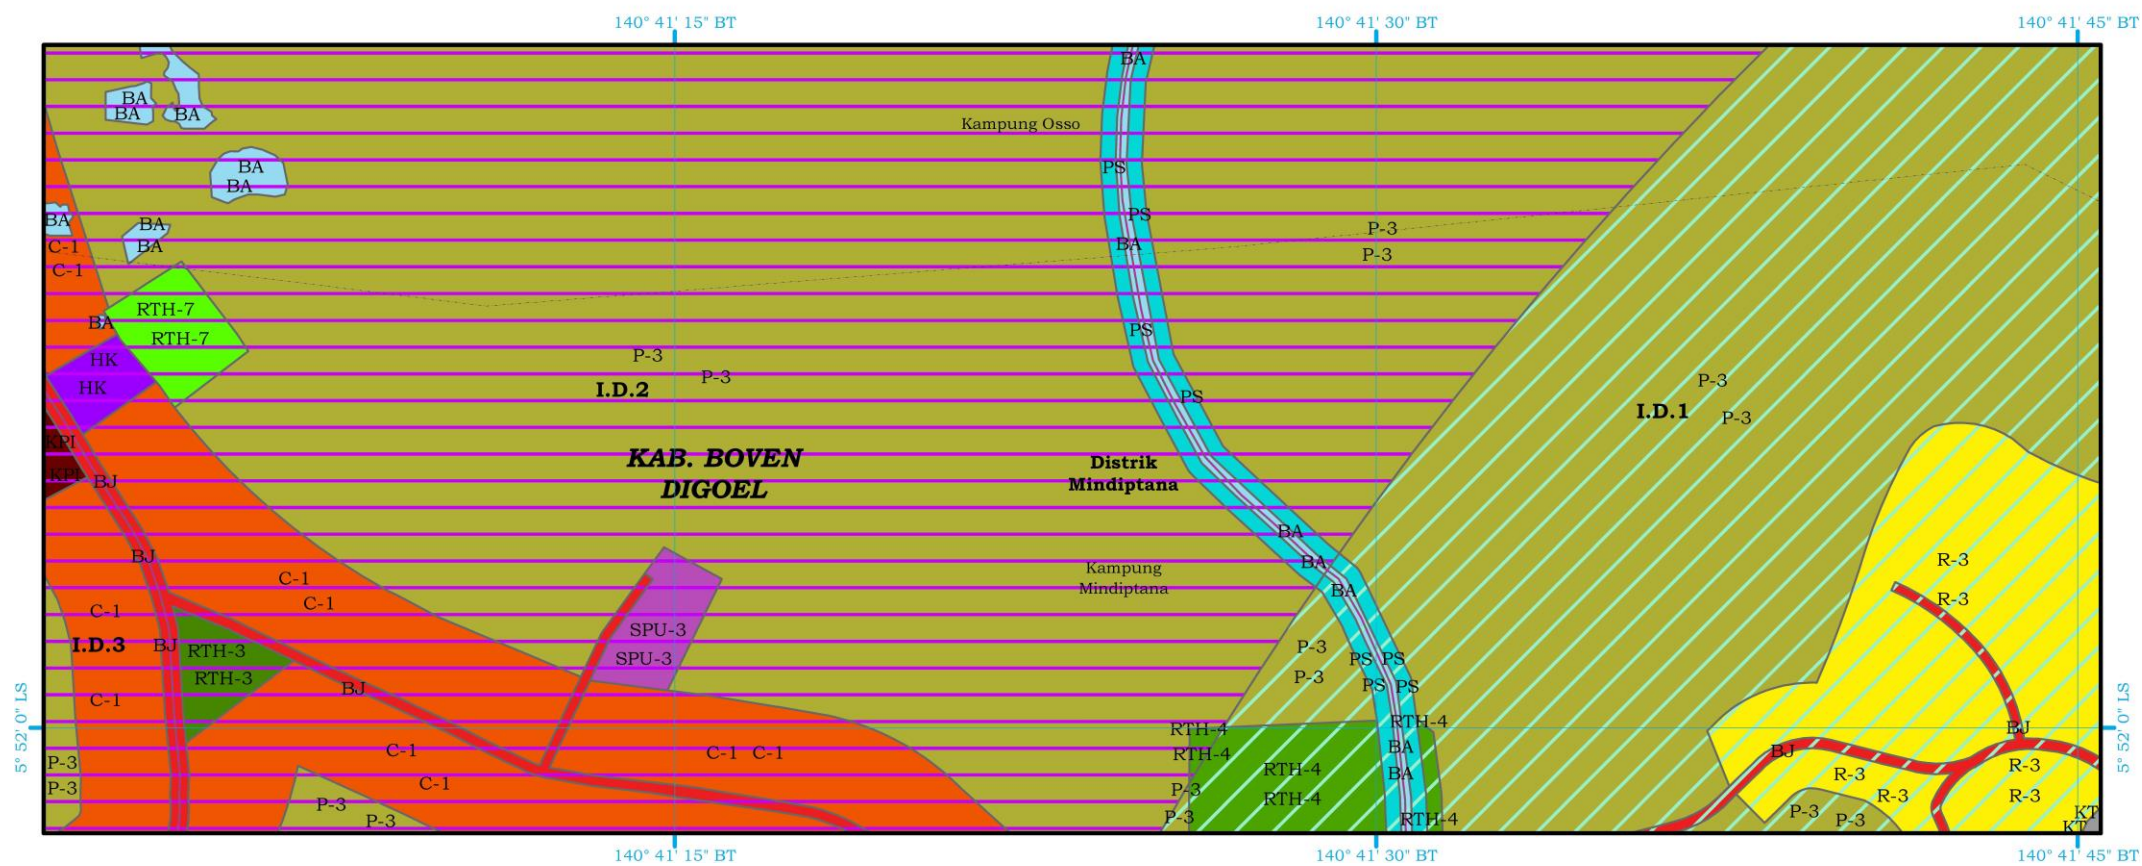 140° 41' 15" BT
140° 41' 30" BT
140° 41' 45" BT
BA
BA
BA
BA
Kampung Osso
BA
PS
BA
BA
PS
BA
BA
P-3
C-1
BA
BA
P-3
C-1
RTH-7
BA
PS
RTH-7
HK
P-3
P-3
P-3
HK
I.D.2
PS
I.D.1
P-3
KPI
KAB. BOVEN
DIGOEL
Distrik
Mindiptana
KPI
BJ
BA
BJ
BA
R-3
Kampung
Mindiptana
C-1
BA
R-3
C-1
C-1
SPU-3
I.D.3
BJ
RTH-3
P-3
SPU-3
PS
PS
RTH-3
P-3
PS
PS
BJ
C-1
5° 52' 0" LS
RTH-4
RTH-4
BJ
5° 52' 0" LS
C-1
C-1
C-1
RTH-4
BA
BJ
P-3
RTH-4
BA
R-3
R-3
C-1
P-3
P-3
RTH-4
R-3
R-3
P-3
P-3
P-3
RTH-4
P-3
P-3
KT
KT
140° 41' 15" BT
140° 41' 30" BT
140° 41' 45" BT